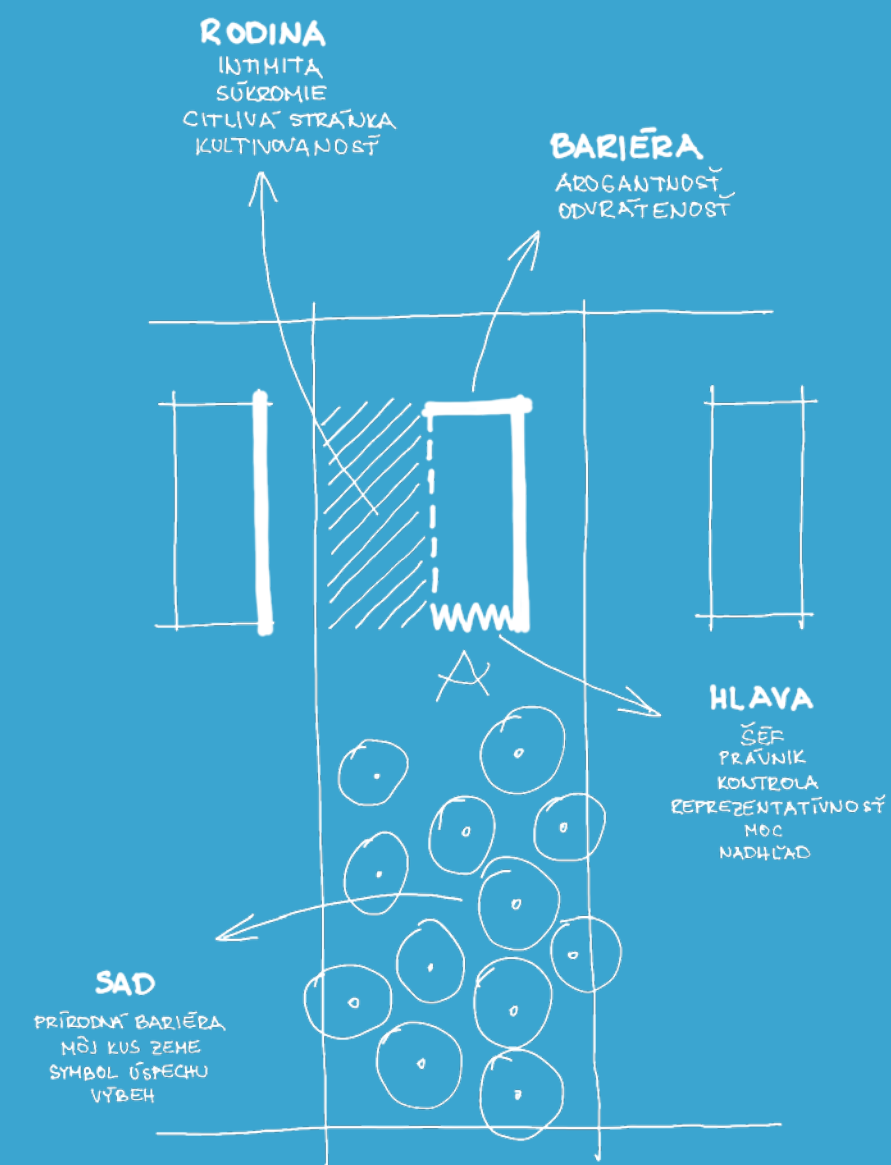 RODINA
INTIMITA
SÚKROMIE
CITLIVÁ STRÁNKA
KULTIVOVANOSŤ
BARIÉRA
AROGANTNOSŤ
ODVRÁTENOSŤ
HLAVA
ŠÉF
PRÁVNIK
KONTROLA
REPREZENTATÍVNOSŤ
MOC
NADHĽAD
SAD
PRÍRODNÁ BARIÉRA
MÔJ KUS ZEME
SYMBOL ÚSPECHU
VÝBEH